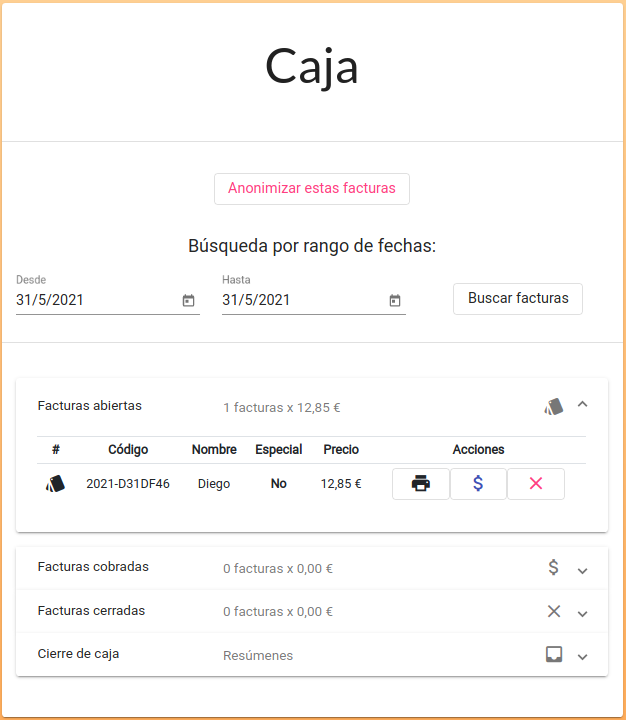 Caja
Anonimizar estas facturas
Búsqueda por rango de fechas:
Desde Hasta
31/5/2021 31/5/2021 Buscar facturas
Facturas abiertas 1 facturas x 12,85 €
# Código Nombre Especial Precio Acciones
2021-D31DF46 Diego No 12,85 € $
Facturas cobradas 0 facturas x 0,00 € $
Facturas cerradas 0 facturas x 0,00 €
Cierre de caja Resúmenes